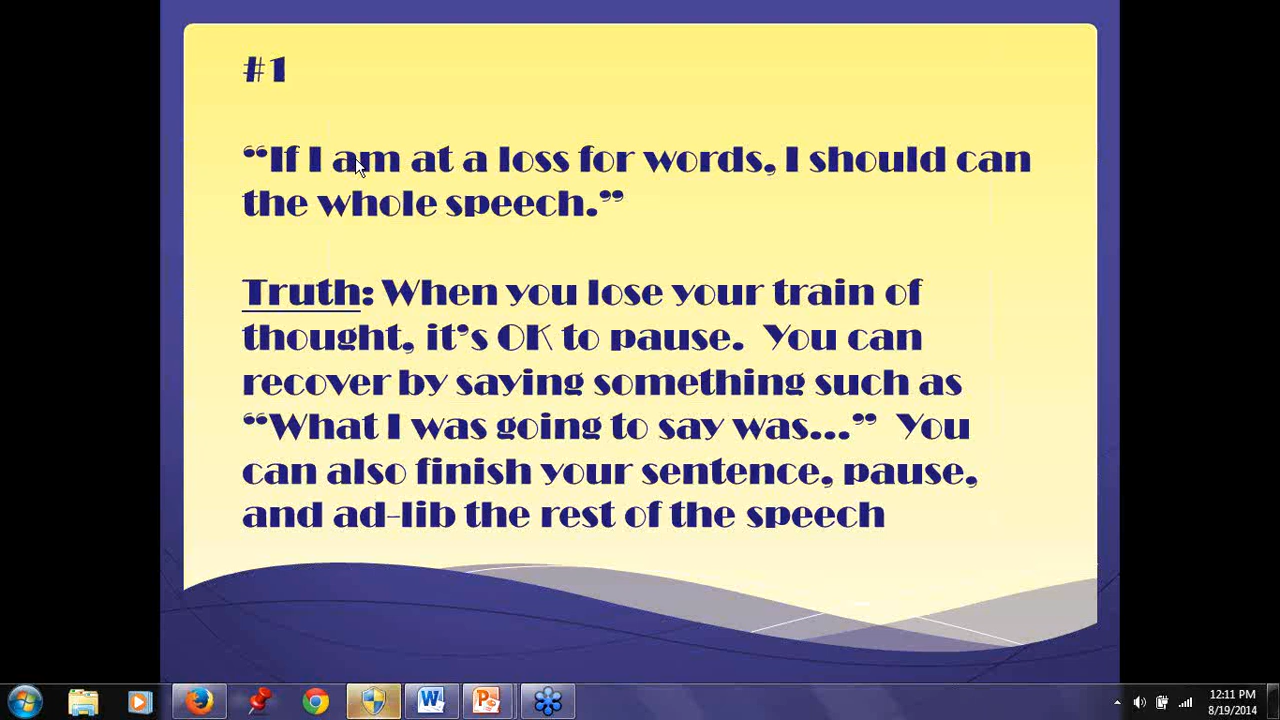 #1
“If I am at a loss for words, I should can
the whole speech.”
Truth: When you lose your train of
thought, it’s OK to pause.  You can
recover by saying something such as
“What I was going to say was...”  You
can also finish your sentence, pause,
and ad-lib the rest of the speech
12:11 PM
8/19/2014